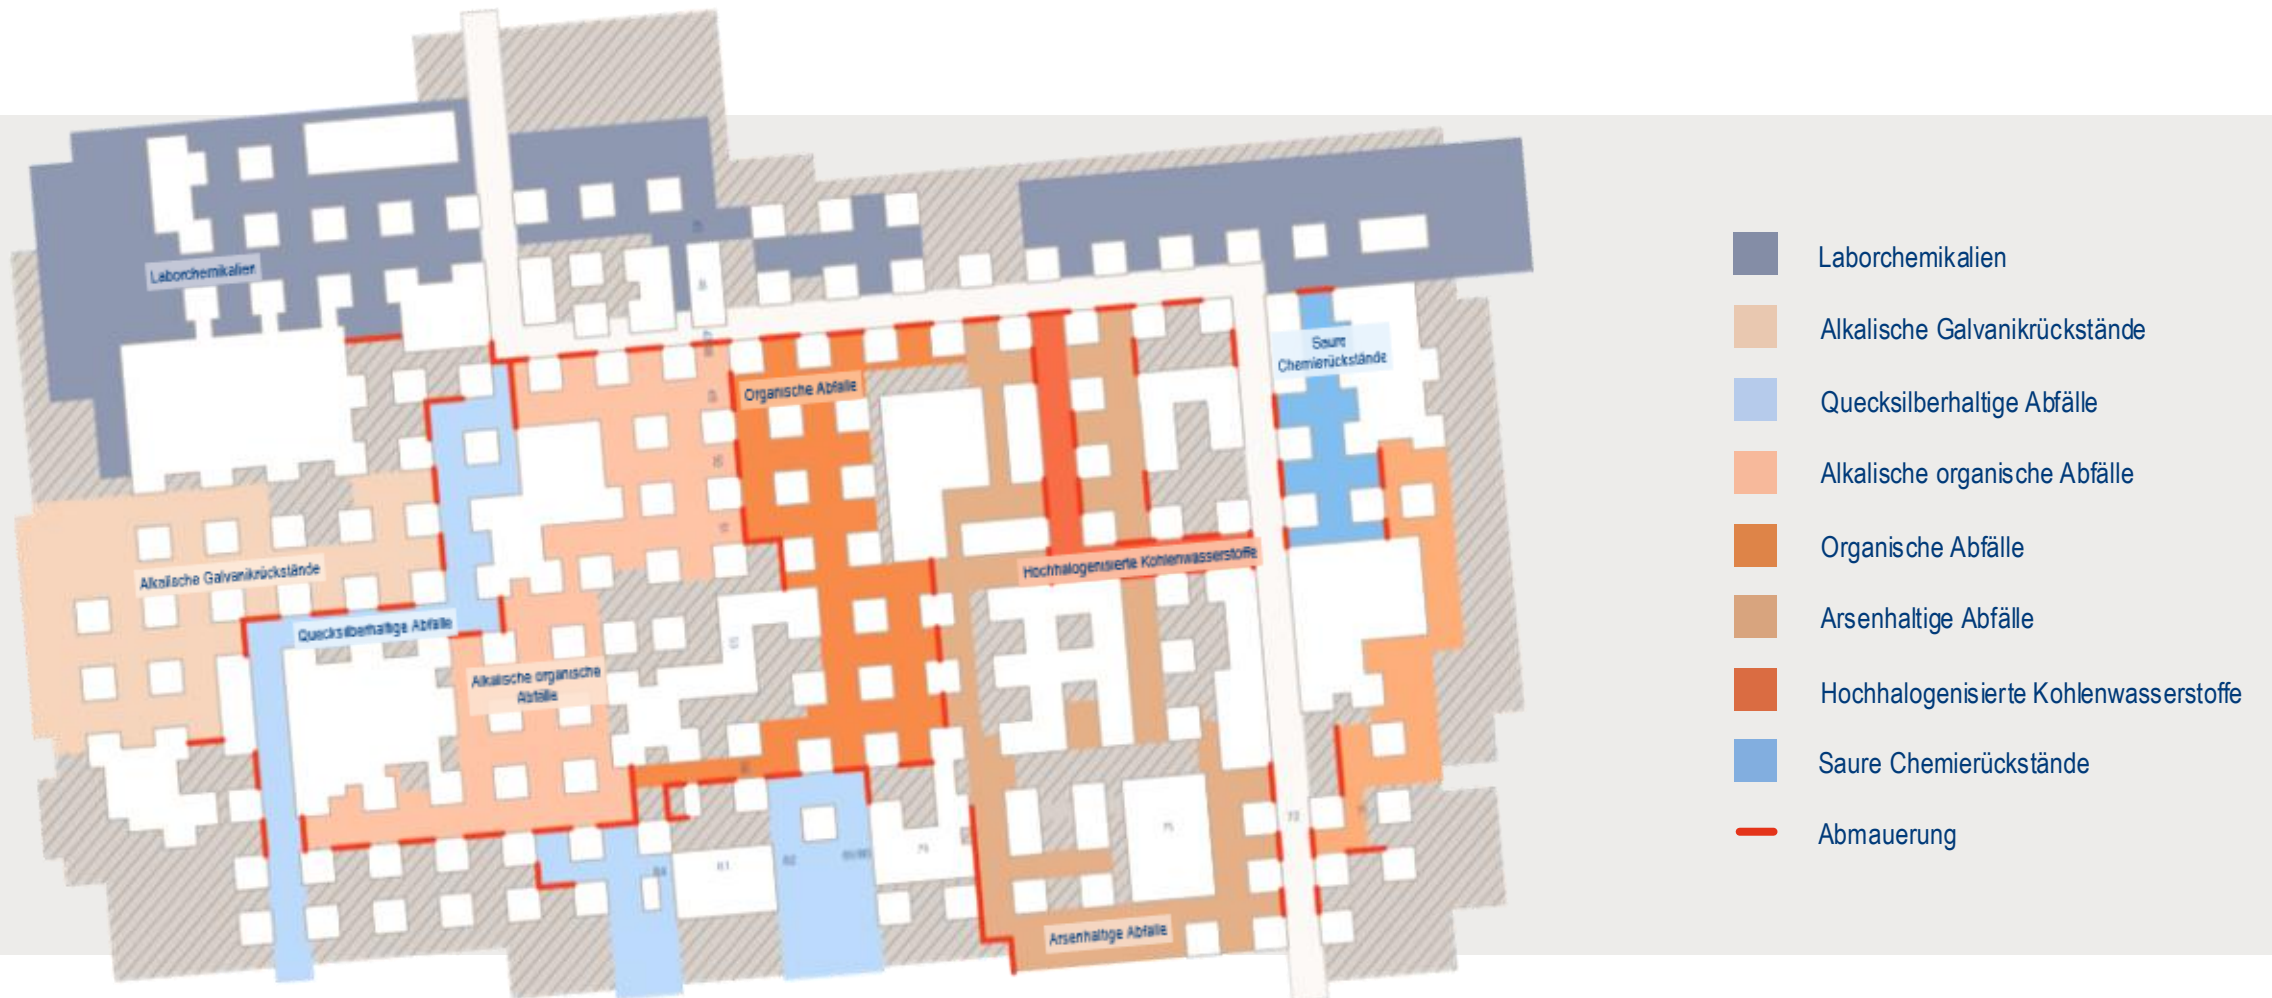 Laborchemikalien
Saure
Chemierückstände
Organische Abfälle
Alkalische Galvanikrückstände
Hochhalogenisierte Kohlenwasserstoffe
Quecksilberhaltige Abfälle
Alkalische organische
Abfälle
Arsenhaltige Abfälle
Laborchemikalien
Alkalische Galvanikrückstände
Quecksilberhaltige Abfälle
Alkalische organische Abfälle
Organische Abfälle
Arsenhaltige Abfälle
Hochhalogenisierte Kohlenwasserstoffe
Saure Chemierückstände
Abmauerung